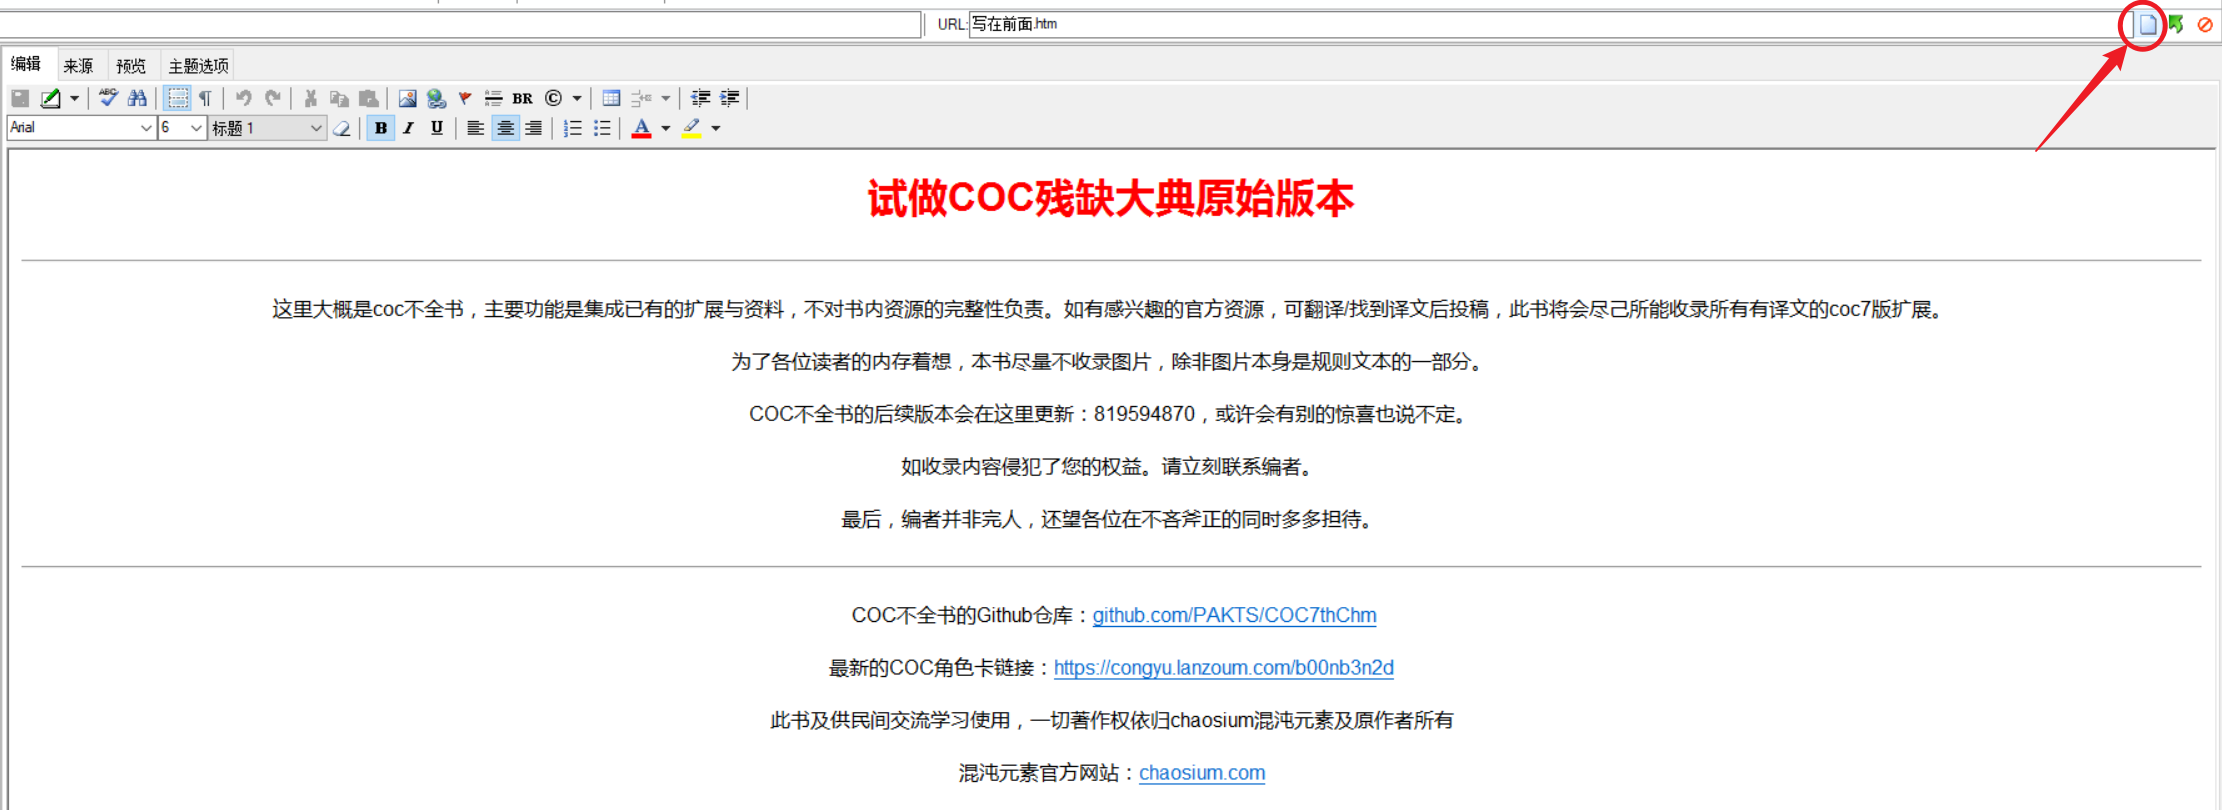 URL:写在前面.htm
编辑 来源 预览 主题选项
ABC BR ©
Arial 6 标题 1 B I U A
试做COC残缺大典原始版本
这里大概是coc不全书，主要功能是集成已有的扩展与资料，不对书内资源的完整性负责。如有感兴趣的官方资源，可翻译/找到译文后投稿，此书将会尽己所能收录所有有译文的coc7版扩展。
为了各位读者的内存着想，本书尽量不收录图片，除非图片本身是规则文本的一部分。
COC不全书的后续版本会在这里更新：819594870，或许会有别的惊喜也说不定。
如收录内容侵犯了您的权益。请立刻联系编者。
最后，编者并非完人，还望各位在不吝斧正的同时多多担待。
COC不全书的Github仓库：github.com/PAKTS/COC7thChm
最新的COC角色卡链接：https://congyu.lanzoum.com/b00nb3n2d
此书及供民间交流学习使用，一切著作权依归chaosium混沌元素及原作者所有
混沌元素官方网站：chaosium.com